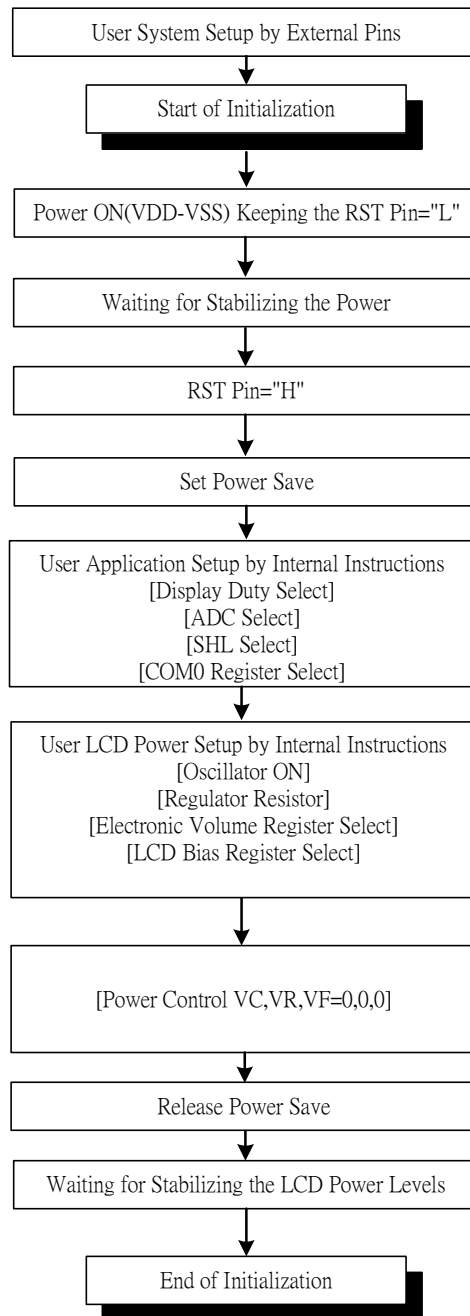 User System Setup by External Pins
Start of Initialization
Power ON(VDD-VSS) Keeping the RST Pin="L"
Waiting for Stabilizing the Power
RST Pin="H"
Set Power Save
User Application Setup by Internal Instructions
[Display Duty Select]
[ADC Select]
[SHL Select]
[COM0 Register Select]
User LCD Power Setup by Internal Instructions
[Oscillator ON]
[Regulator Resistor]
[Electronic Volume Register Select]
[LCD Bias Register Select]
[Power Control VC,VR,VF=0,0,0]
Release Power Save
Waiting for Stabilizing the LCD Power Levels
End of Initialization